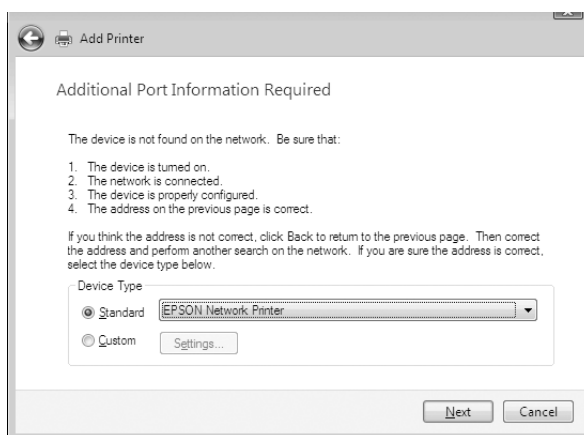 Add Printer
Additional Port Information Required
The device is not found on the network. Be sure that:
1. The device is turned on.
2. The network is connected.
3. The device is properly configured.
4. The address on the previous page is correct.
If you think the address is not correct, click Back to return to the previous page. Then correct
the address and perform another search on the network. If you are sure the address is correct,
select the device type below.
Device Type
Standard EPSON Network Printer
Custom Settings...
Next Cancel